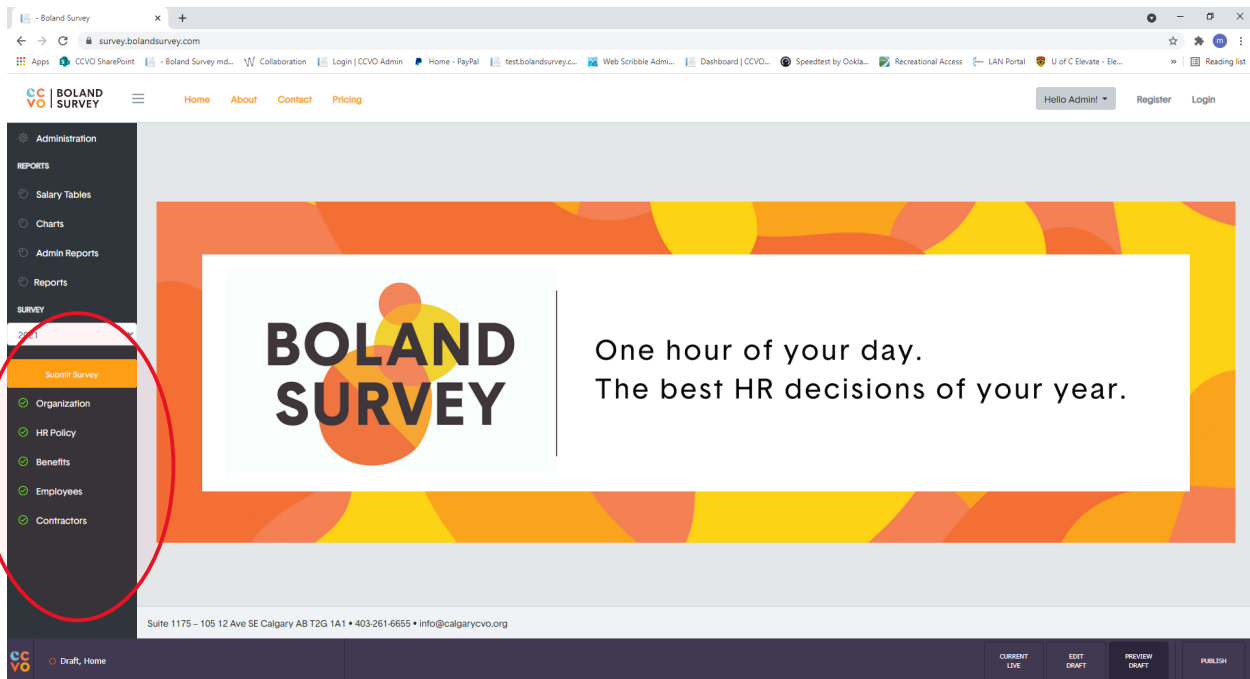 - Boland Survey
survey.bolandsurvey.com
m
Apps CCVO SharePoint - Boland Survey md... Collaboration Login | CCVO Admin Home - PayPal test.bolandsurvey.c... Web Scribble Admi... Dashboard | CCVO... Speedtest by Ookla... Recreational Access LAN Portal U of C Elevate - Ele... » Reading list
CCVO BOLAND SURVEY
Home About Contact Pricing
Hello Admin! Register Login
Administration
REPORTS
Salary Tables
Charts
Admin Reports
Reports
SURVEY
2021
Submit Survey
Organization
HR Policy
Benefits
Employees
Contractors
BOLAND
SURVEY
One hour of your day.
The best HR decisions of your year.
Suite 1175 – 105 12 Ave SE Calgary AB T2G 1A1 • 403-261-6655 • info@calgarycvo.org
CCVO Draft, Home
CURRENT LIVE
EDIT DRAFT
PREVIEW DRAFT
PUBLISH